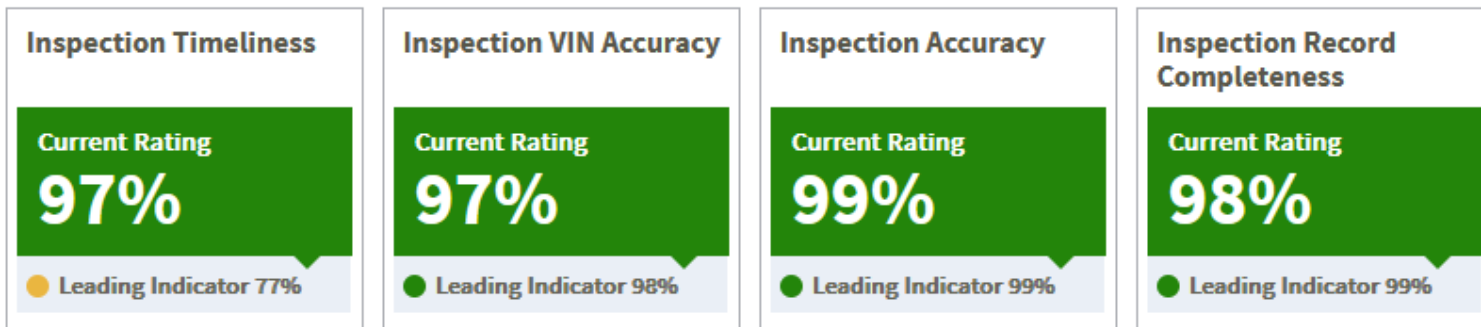 Inspection Timeliness
Current Rating
97%
Leading Indicator 77%
Inspection VIN Accuracy
Current Rating
97%
Leading Indicator 98%
Inspection Accuracy
Current Rating
99%
Leading Indicator 99%
Inspection Record
Completeness
Current Rating
98%
Leading Indicator 99%